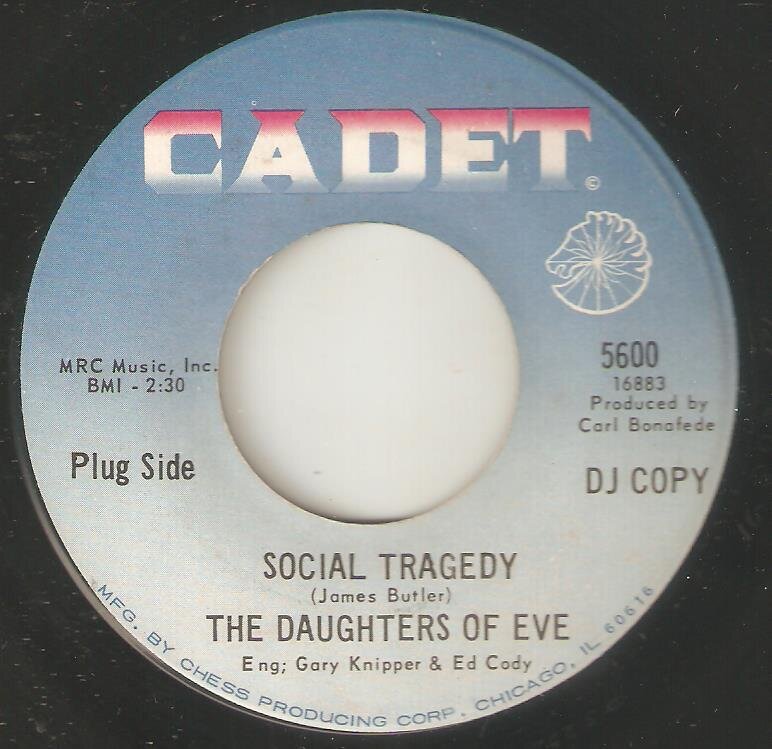 CADET
©
MRC Music, Inc.
BMI - 2:30
Plug Side
5600
16883
Produced by
Carl Bonafede
DJ COPY
SOCIAL TRAGEDY
(James Butler)
THE DAUGHTERS OF EVE
Eng; Gary Knipper & Ed Cody
MFG. BY CHESS PRODUCING CORP. CHICAGO, IL 60616